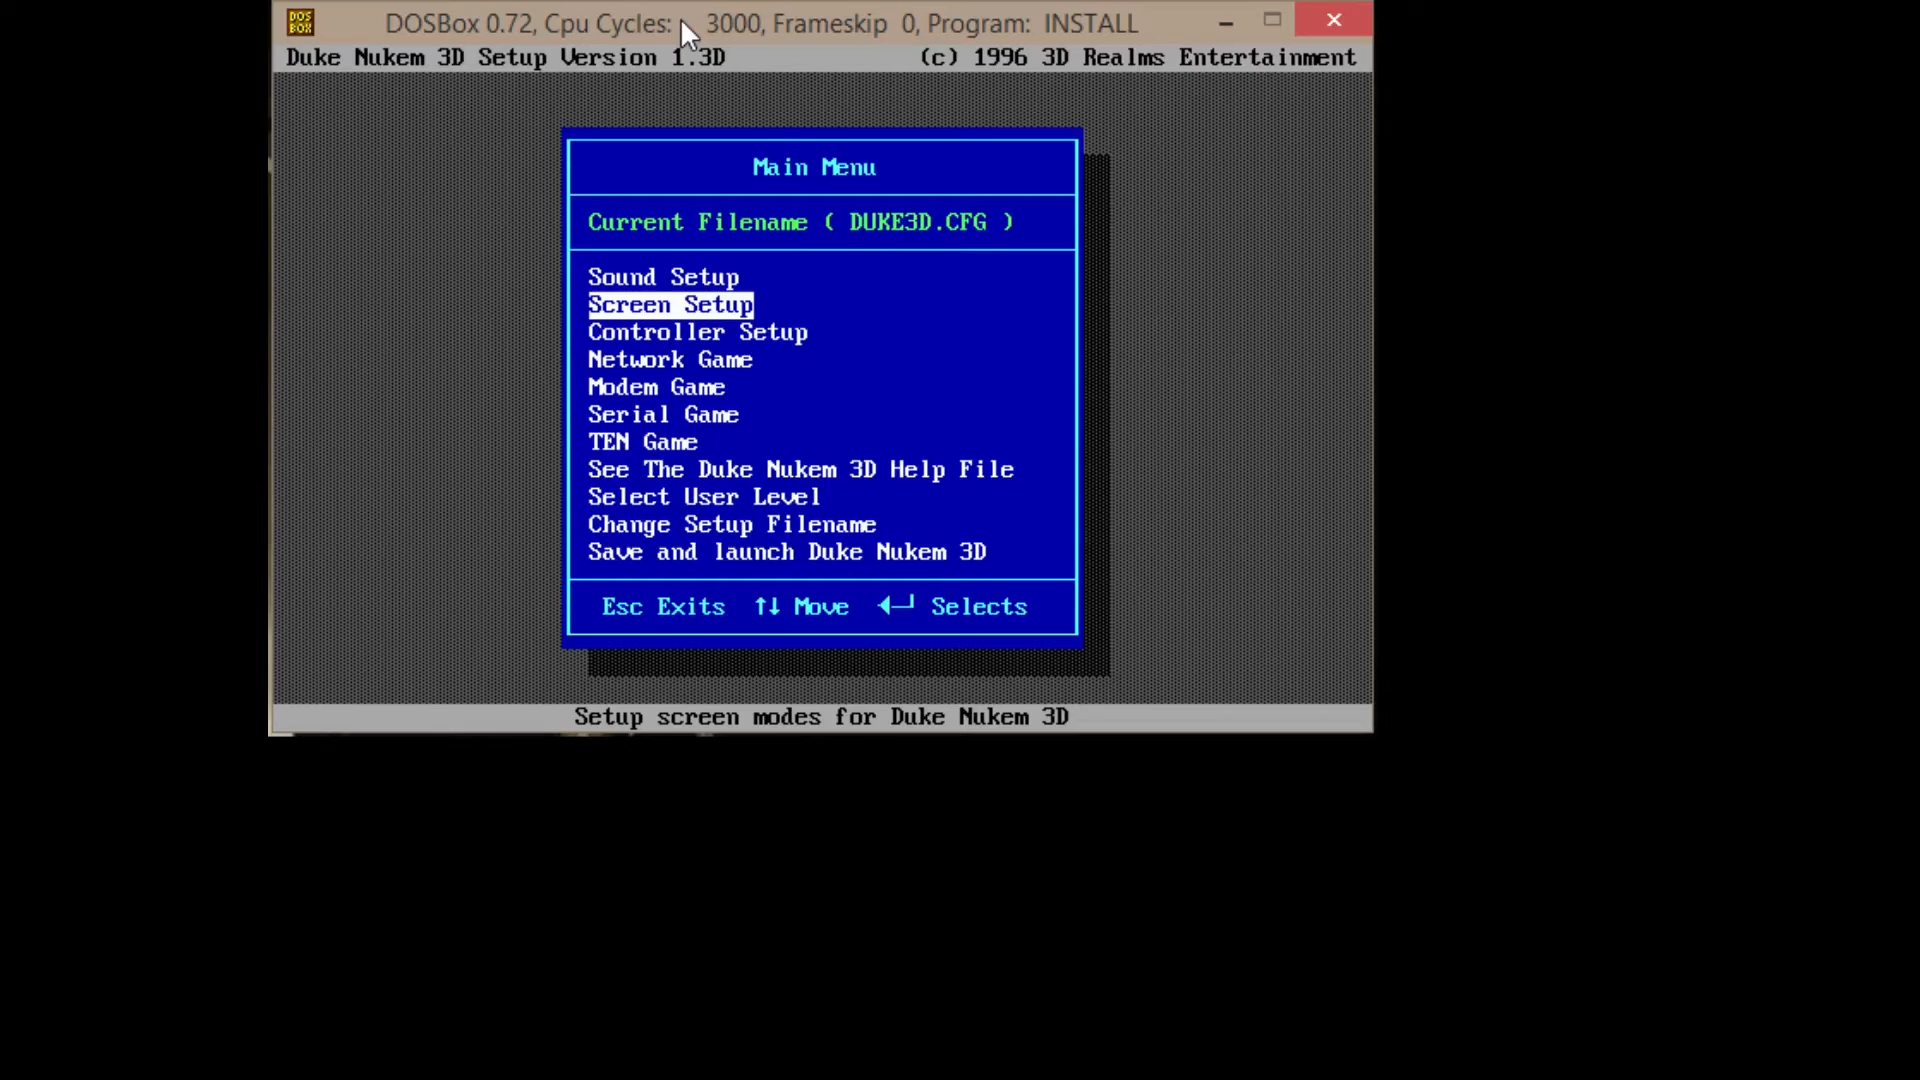 DOS BOX
DOSBox 0.72, Cpu Cycles: 3000, Frameskip 0, Program: INSTALL
Duke Nukem 3D Setup Version 1.3D (c) 1996 3D Realms Entertainment
Main Menu
Current Filename ( DUKE3D.CFG )
Sound Setup
Screen Setup
Controller Setup
Network Game
Modem Game
Serial Game
TEN Game
See The Duke Nukem 3D Help File
Select User Level
Change Setup Filename
Save and launch Duke Nukem 3D
Esc Exits ↑↓ Move ◄─┘ Selects
Setup screen modes for Duke Nukem 3D